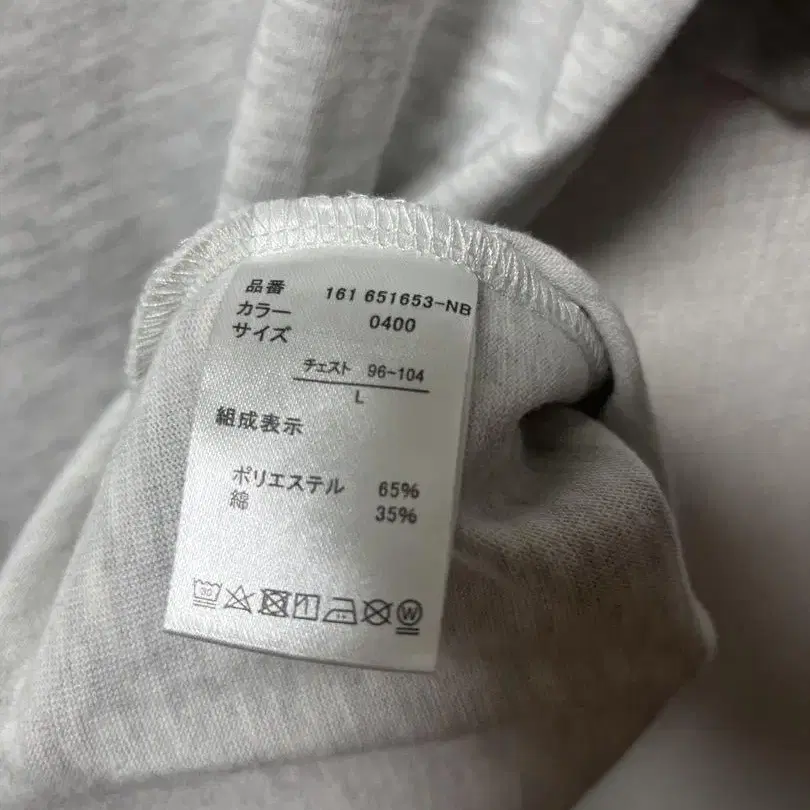 品番 161 651653-NB
カラー 0400
サイズ
チェスト 96-104
L
組成表示
ポリエステル 65%
綿 35%
30 W